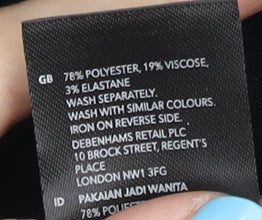 GB 78% POLYESTER, 19% VISCOSE,
3% ELASTANE
WASH SEPARATELY.
WASH WITH SIMILAR COLOURS.
IRON ON REVERSE SIDE.
DEBENHAMS RETAIL PLC
10 BROCK STREET, REGENT'S
PLACE
LONDON NW1 3FG
ID PAKAIAN JADI WANITA
78%